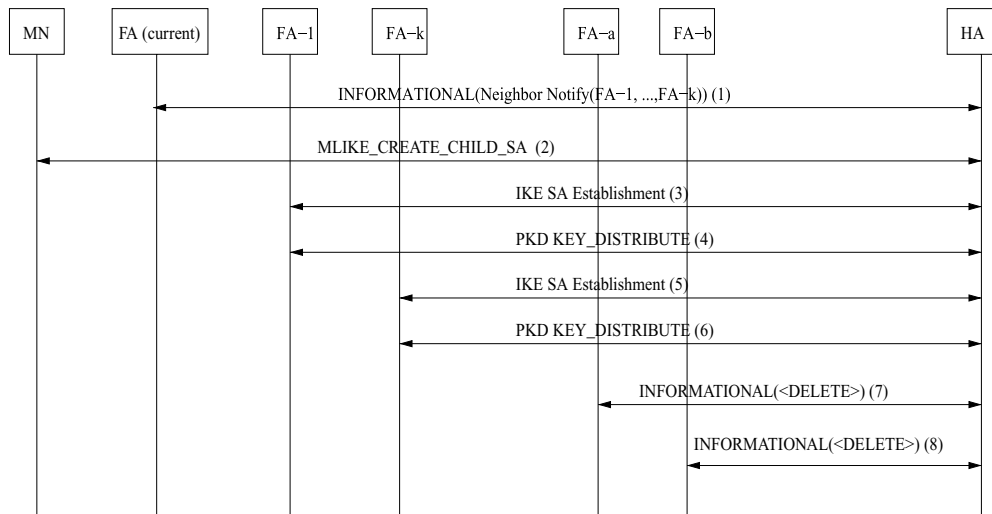 MN
FA (current)
FA−1
FA−k
FA−a
FA−b
HA
INFORMATIONAL(Neighbor Notify(FA−1, ...,FA−k)) (1)
MLIKE_CREATE_CHILD_SA (2)
IKE SA Establishment (3)
PKD KEY_DISTRIBUTE (4)
IKE SA Establishment (5)
PKD KEY_DISTRIBUTE (6)
INFORMATIONAL(<DELETE>) (7)
INFORMATIONAL(<DELETE>) (8)